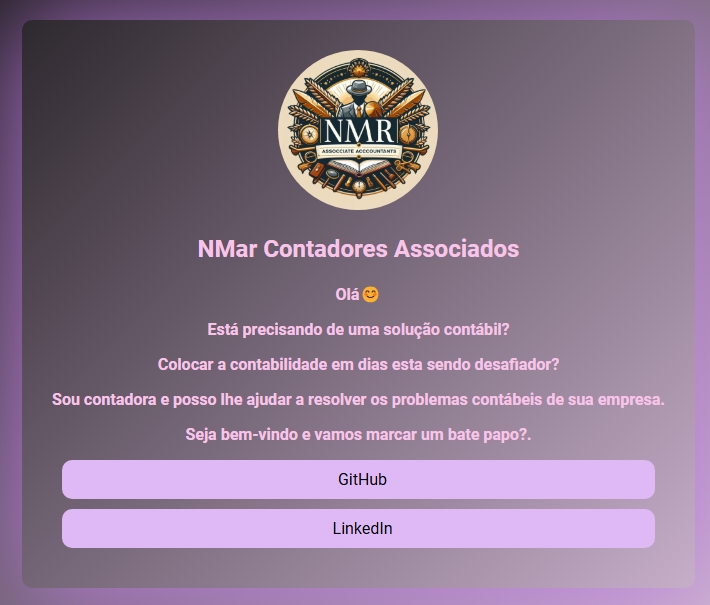 NMR
ASSOCCIATE ACCCOUNTANTS
NMar Contadores Associados
Olá😊
Está precisando de uma solução contábil?
Colocar a contabilidade em dias esta sendo desafiador?
Sou contadora e posso lhe ajudar a resolver os problemas contábeis de sua empresa.
Seja bem-vindo e vamos marcar um bate papo?.
GitHub
LinkedIn